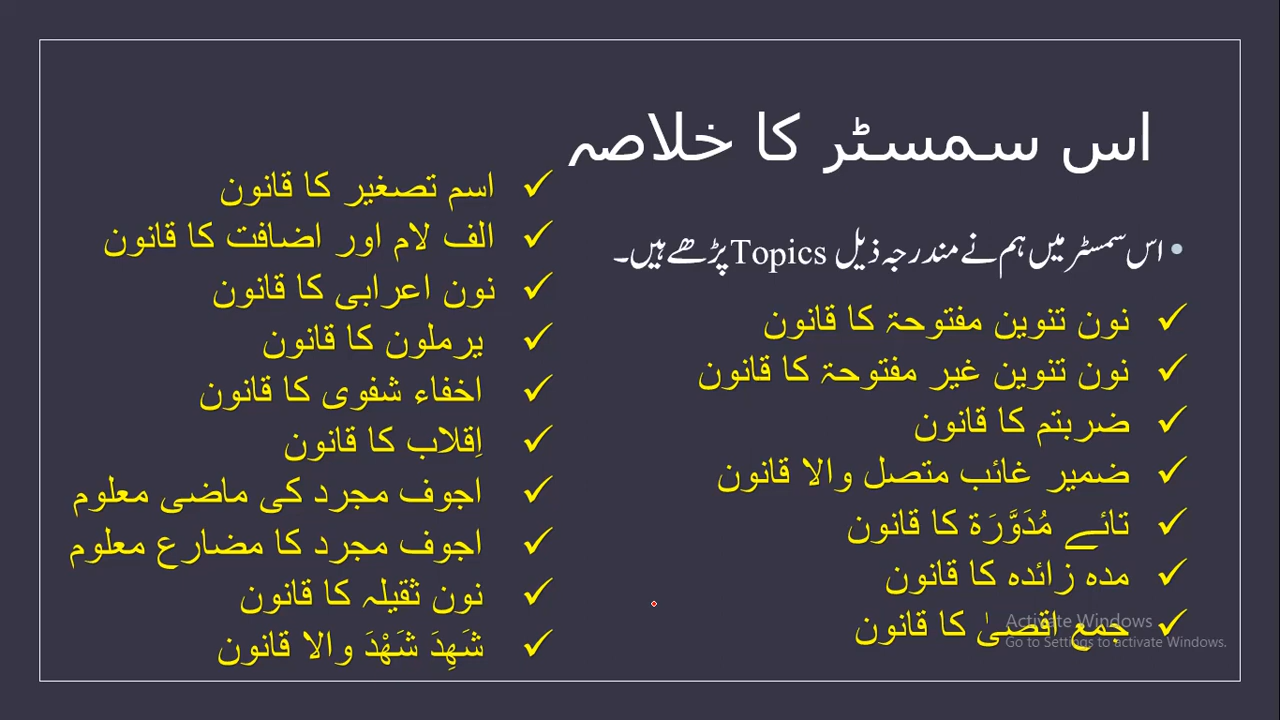 اس سمسٹر کا خلاصہ
• اس سمسٹر میں ہم نے مندرجہ ذیل Topics پڑھے ہیں۔
✓ نون تنوین مفتوحۃ کا قانون
✓ نون تنوین غیر مفتوحۃ کا قانون
✓ ضربتم کا قانون
✓ ضمیر غائب متصل والا قانون
✓ تائے مُدَوَّرَۃ کا قانون
✓ مدہ زائدہ کا قانون
✓ جمع اقصیٰ کا قانون
✓ اسم تصغیر کا قانون
✓ الف لام اور اضافت کا قانون
✓ نون اعرابی کا قانون
✓ یرملون کا قانون
✓ اخفاء شفوی کا قانون
✓ اِقلاب کا قانون
✓ اجوف مجرد کی ماضی معلوم
✓ اجوف مجرد کا مضارع معلوم
✓ نون ثقیلہ کا قانون
✓ شَھِدَ شَھْدَ والا قانون
Activate Windows
Go to Settings to activate Windows.